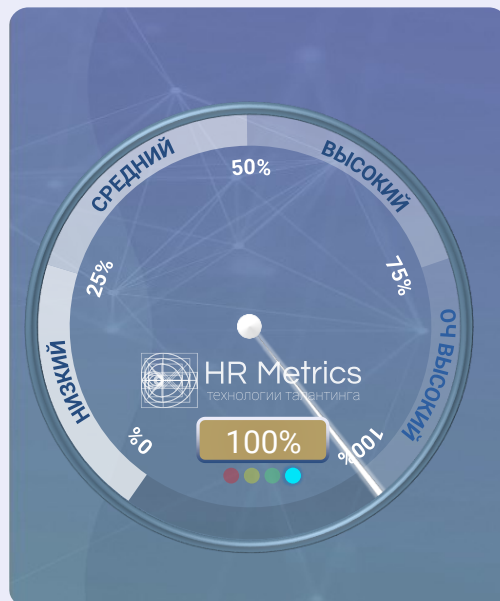 СРЕДНИЙ
50%
ВЫСОКИЙ
25%
75%
НИЗКИЙ
ОЧ ВЫСОКИЙ
HR Metrics
технологии талантинга
0%
100%
100%